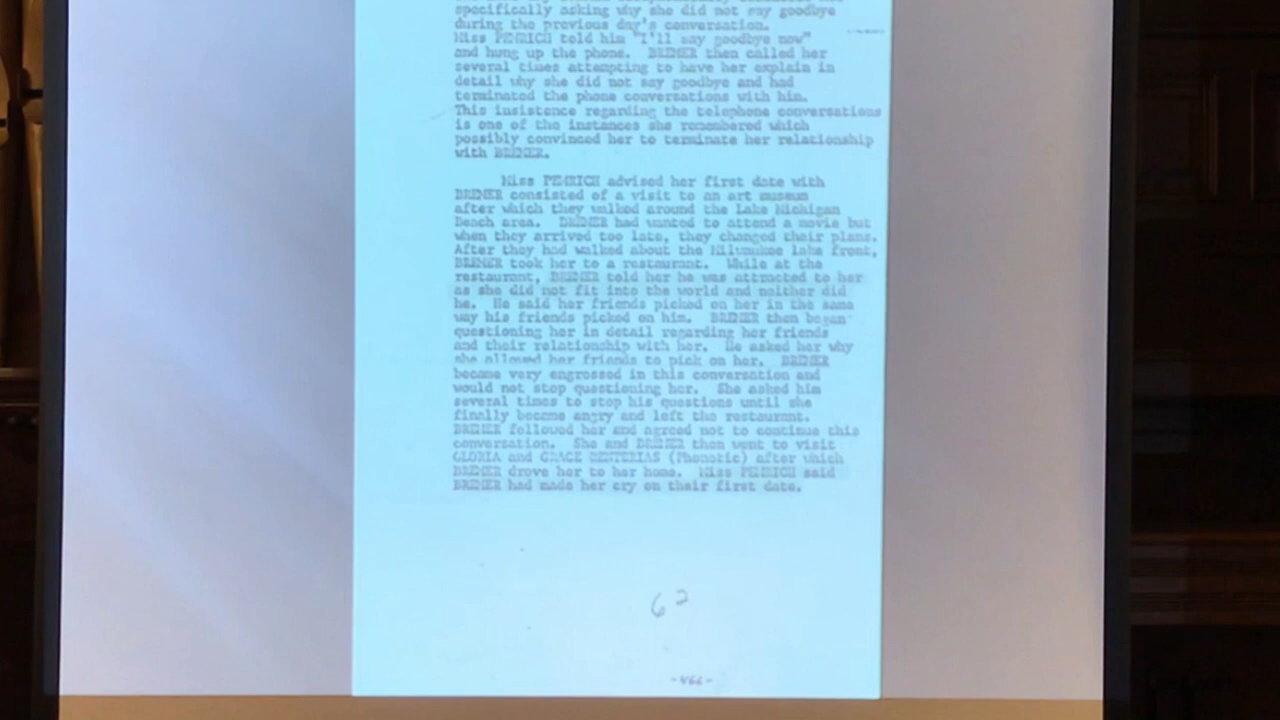 specifically asking why she did not say goodbye
during the previous day's conversation.
Miss PEMRICH told him "I'll say goodbye now"
and hung up the phone. BREMER then called her
several times attempting to have her explain in
detail why she did not say goodbye and had
terminated the phone conversations with him.
This insistence regarding the telephone conversations
is one of the instances she remembered which
possibly convinced her to terminate her relationship
with BREMER.
Miss PEMRICH advised her first date with
BREMER consisted of a visit to an art museum
after which they walked around the Lake Michigan
Beach area. BREMER had wanted to attend a movie but
when they arrived too late, they changed their plans.
After they had walked about the Milwaukee lake front,
BREMER took her to a restaurant. While at the
restaurant, BREMER told her he was attracted to her
as she did not fit into the world and neither did
he. He said her friends picked on her in the same
way his friends picked on him. BREMER then began
questioning her in detail regarding her friends
and their relationship with her. He asked her why
she allowed her friends to pick on her. BREMER
became very engrossed in this conversation and
would not stop questioning her. She asked him
several times to stop his questions until she
finally became angry and left the restaurant.
BREMER followed her and agreed not to continue this
conversation. She and BREMER then went to visit
GLORIA and GRACE RENTERIAS (Phonetic) after which
BREMER drove her to her home. Miss PEMRICH said
BREMER had made her cry on their first date.
62